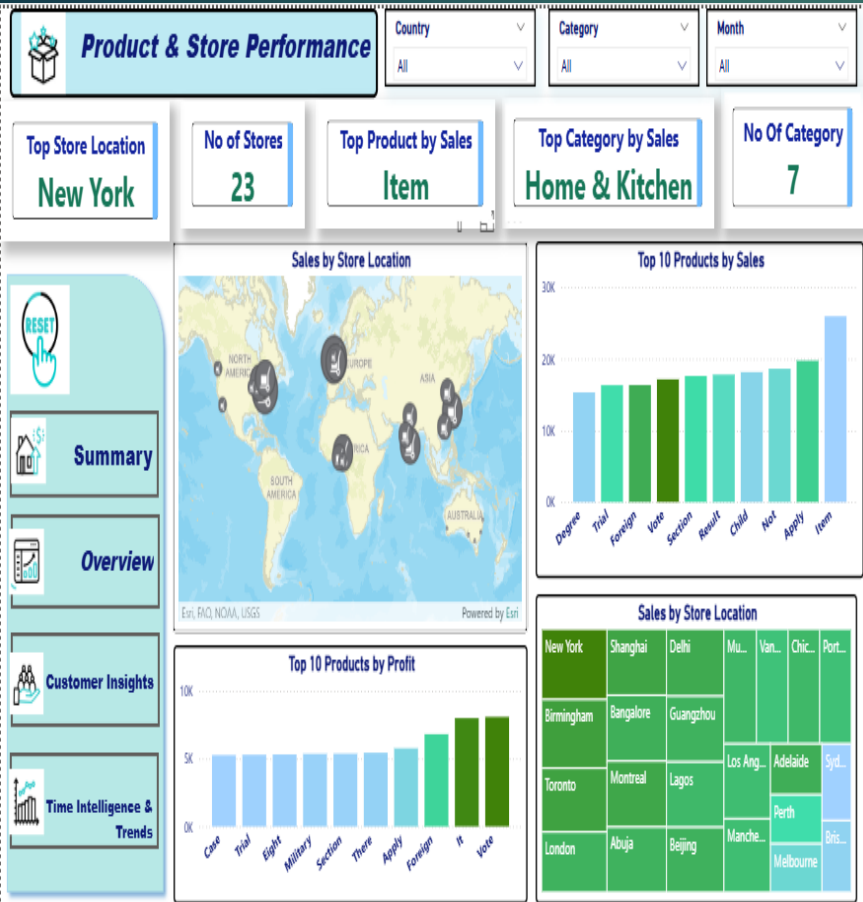 Product & Store Performance
Country
All
Category
All
Month
All
Top Store Location
New York
No of Stores
23
Top Product by Sales
Item
Top Category by Sales
Home & Kitchen
No Of Category
7
RESET
Summary
Overview
Customer Insights
Time Intelligence &
Trends
Sales by Store Location
NORTH
AMERIC
EUROPE
ASIA
RICA
SOUTH
AMERICA
AUSTRALIA
Esri, FAO, NOAA, USGS
Powered by Esri
Top 10 Products by Sales
30K
20K
10K
0K
Degree
Trial
Foreign
Vote
Section
Result
Child
Not
Apply
Item
Top 10 Products by Profit
10K
5K
0K
Case
Trial
Eight
Military
Section
There
Apply
Foreign
It
Vote
Sales by Store Location
New York
Birmingham
Toronto
London
Shanghai
Bangalore
Montreal
Abuja
Delhi
Guangzhou
Lagos
Beijing
Mu...
Van...
Chic...
Port...
Los Ang...
Manche...
Adelaide
Perth
Melbourne
Syd...
Bris...